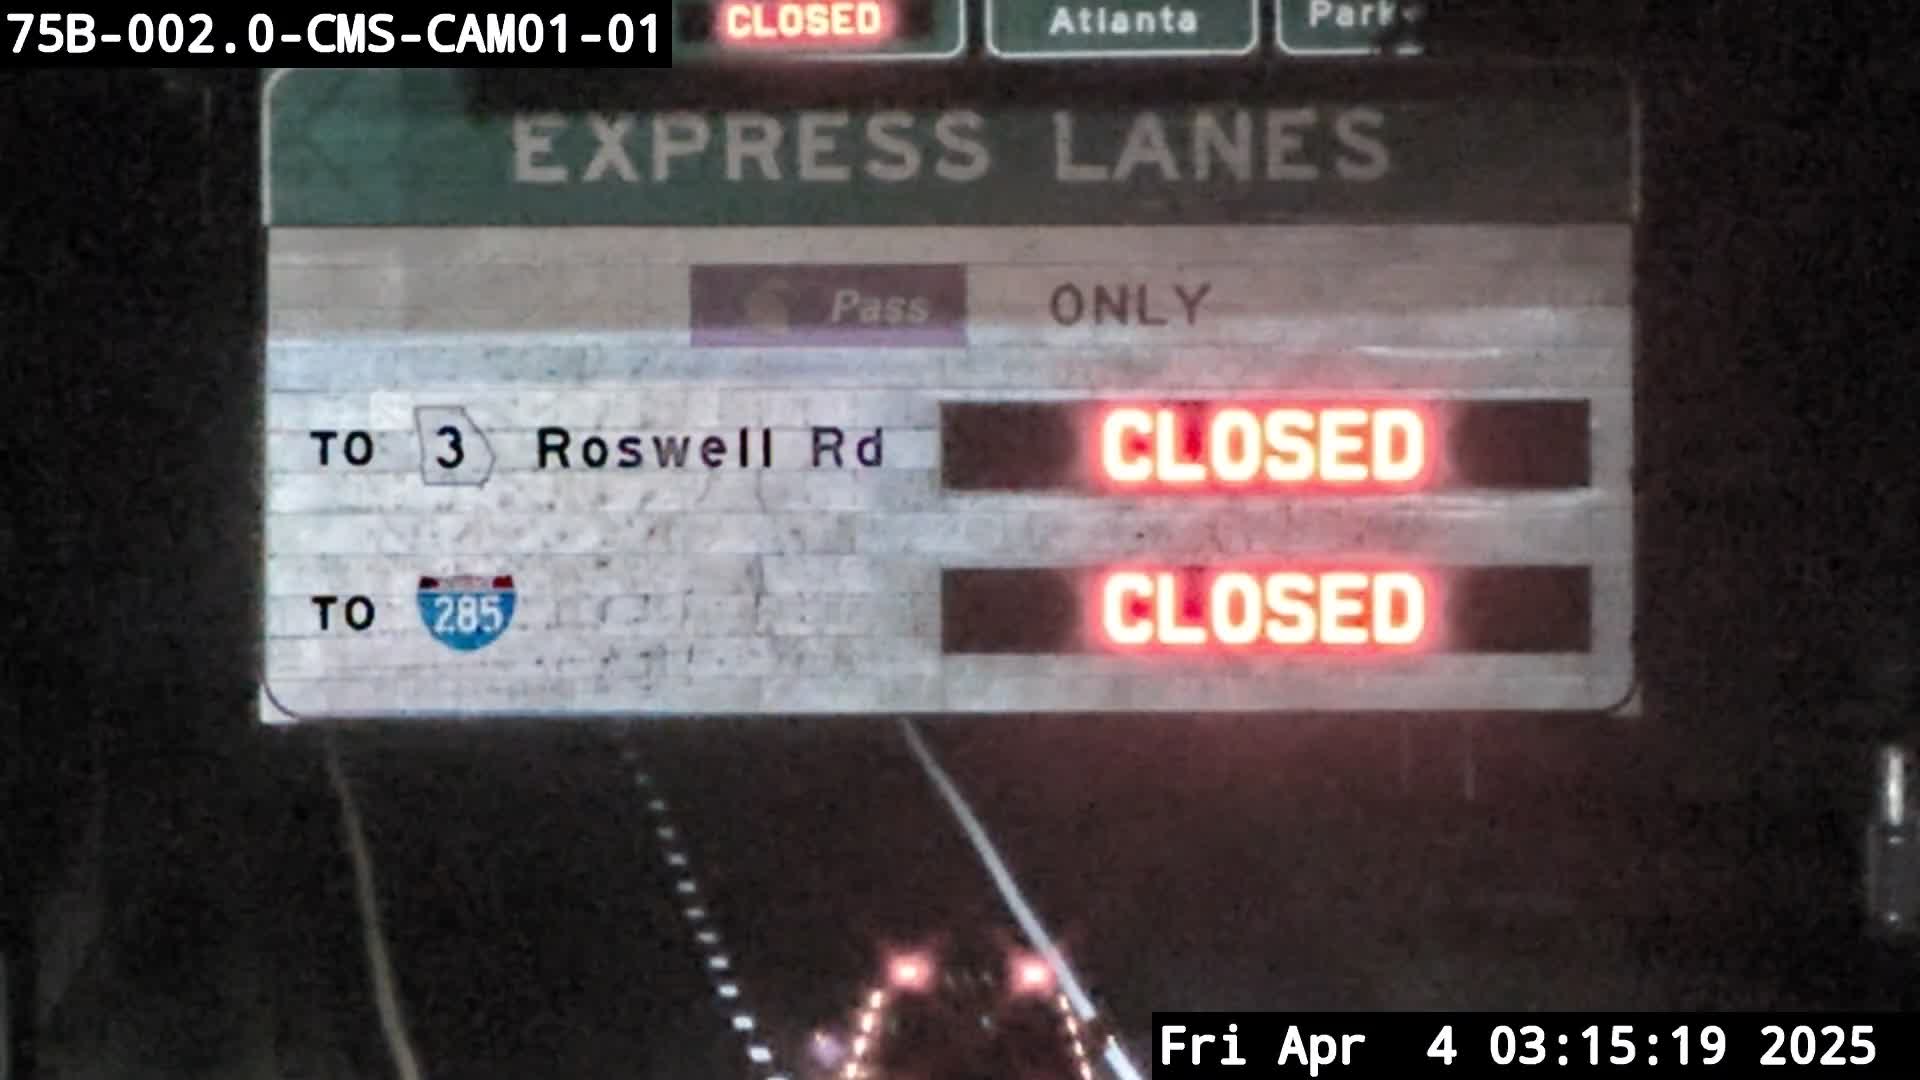 75B-002.0-CMS-CAM01-01
CLOSED
Atlanta
Park
EXPRESS LANES
Pass ONLY
TO 3 Roswell Rd CLOSED
TO 285 CLOSED
Fri Apr 4 03:15:19 2025